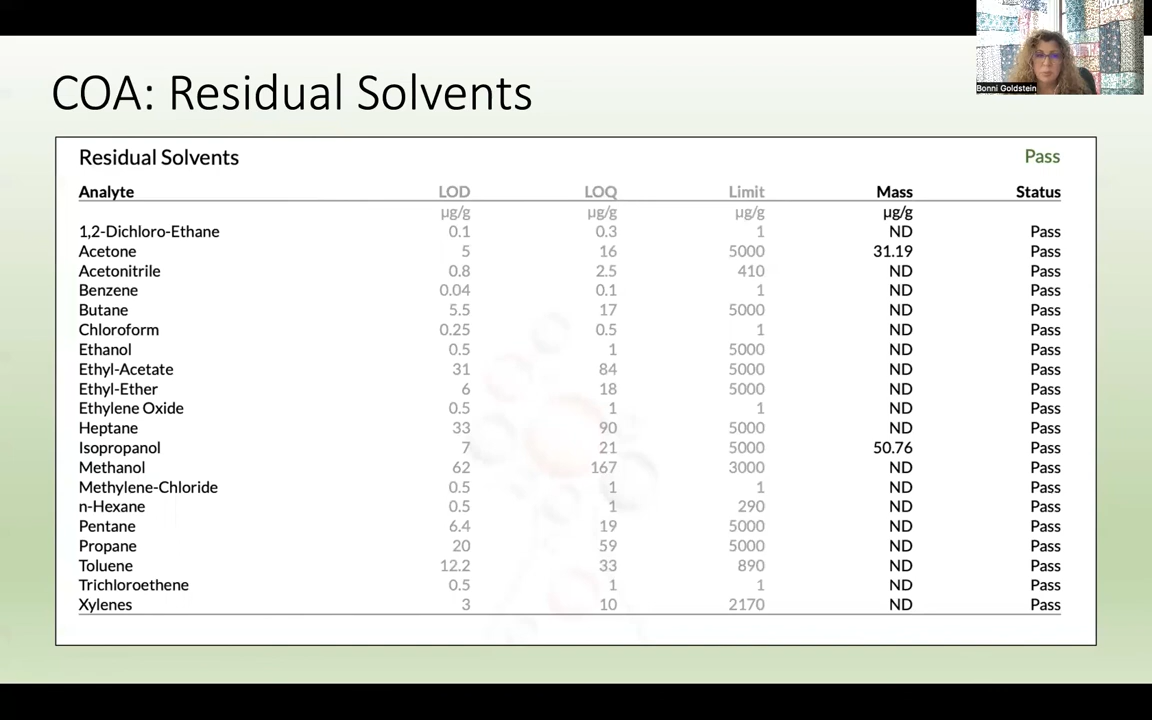 Bonni Goldstein
COA: Residual Solvents
Residual Solvents Pass
Analyte LOD LOQ Limit Mass Status
µg/g µg/g µg/g µg/g
1,2-Dichloro-Ethane 0.1 0.3 1 ND Pass
Acetone 5 16 5000 31.19 Pass
Acetonitrile 0.8 2.5 410 ND Pass
Benzene 0.04 0.1 1 ND Pass
Butane 5.5 17 5000 ND Pass
Chloroform 0.25 0.5 1 ND Pass
Ethanol 0.5 1 5000 ND Pass
Ethyl-Acetate 31 84 5000 ND Pass
Ethyl-Ether 6 18 5000 ND Pass
Ethylene Oxide 0.5 1 1 ND Pass
Heptane 33 90 5000 ND Pass
Isopropanol 7 21 5000 50.76 Pass
Methanol 62 167 3000 ND Pass
Methylene-Chloride 0.5 1 1 ND Pass
n-Hexane 0.5 1 290 ND Pass
Pentane 6.4 19 5000 ND Pass
Propane 20 59 5000 ND Pass
Toluene 12.2 33 890 ND Pass
Trichloroethene 0.5 1 1 ND Pass
Xylenes 3 10 2170 ND Pass